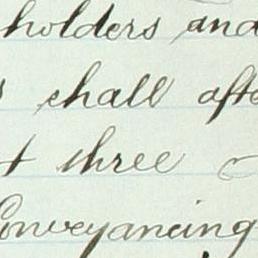 holders and
shall afte
t three
Conveyancing